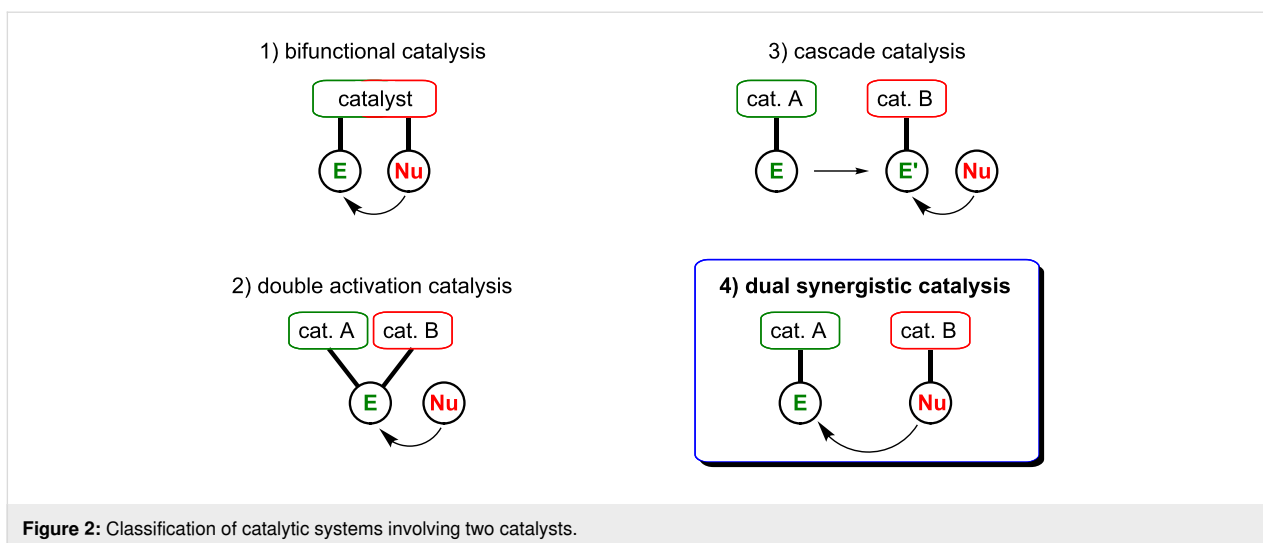 1) bifunctional catalysis
catalyst
E Nu
2) double activation catalysis
cat. A cat. B
E Nu
3) cascade catalysis
cat. A cat. B
E E' Nu
4) dual synergistic catalysis
cat. A cat. B
E Nu
Figure 2: Classification of catalytic systems involving two catalysts.